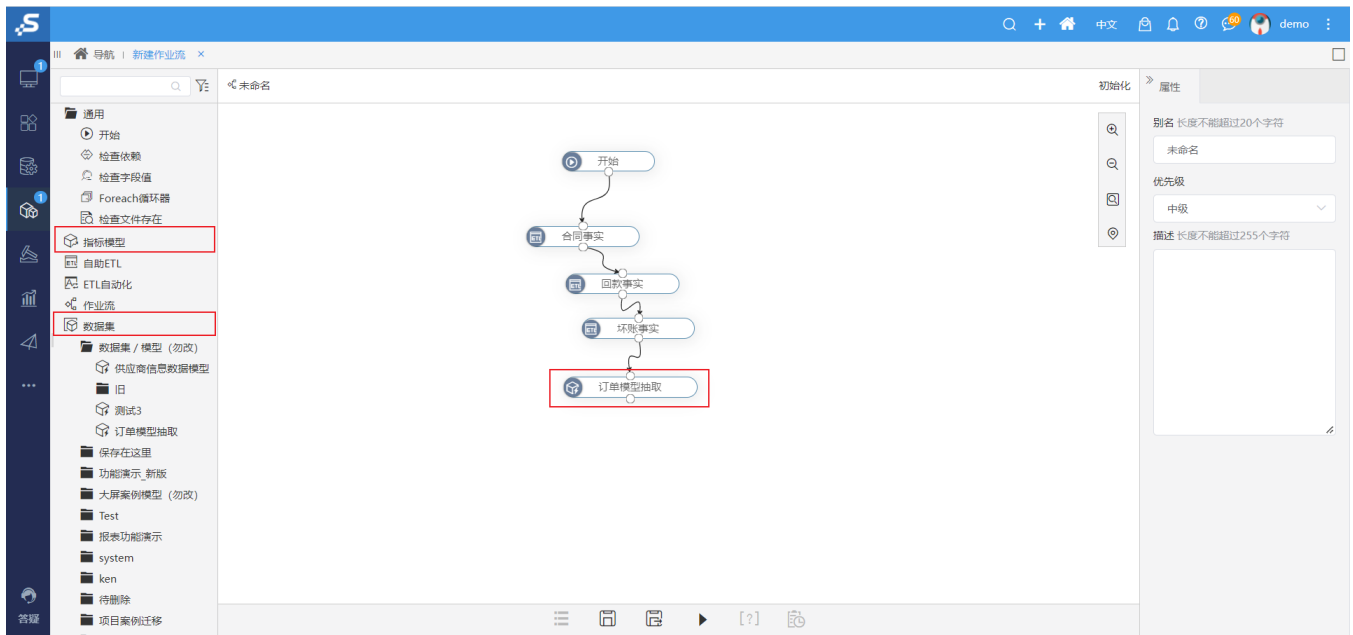 60
中文
demo
导航
新建作业流
1
未命名
初始化
属性
通用
开始
检查依赖
检查字段值
Foreach循环器
检查文件存在
指标模型
自助ETL
ETL自动化
作业流
数据集
数据集 / 模型（勿改）
供应商信息数据模型
旧
测试3
订单模型抽取
保存在这里
功能演示_新版
大屏案例模型（勿改）
Test
报表功能演示
system
ken
待删除
项目案例迁移
1
答疑
开始
ETL 合同事实
ETL 回款事实
ETL 坏账事实
订单模型抽取
[?]
别名 长度不能超过20个字符
未命名
优先级
中级
描述 长度不能超过255个字符